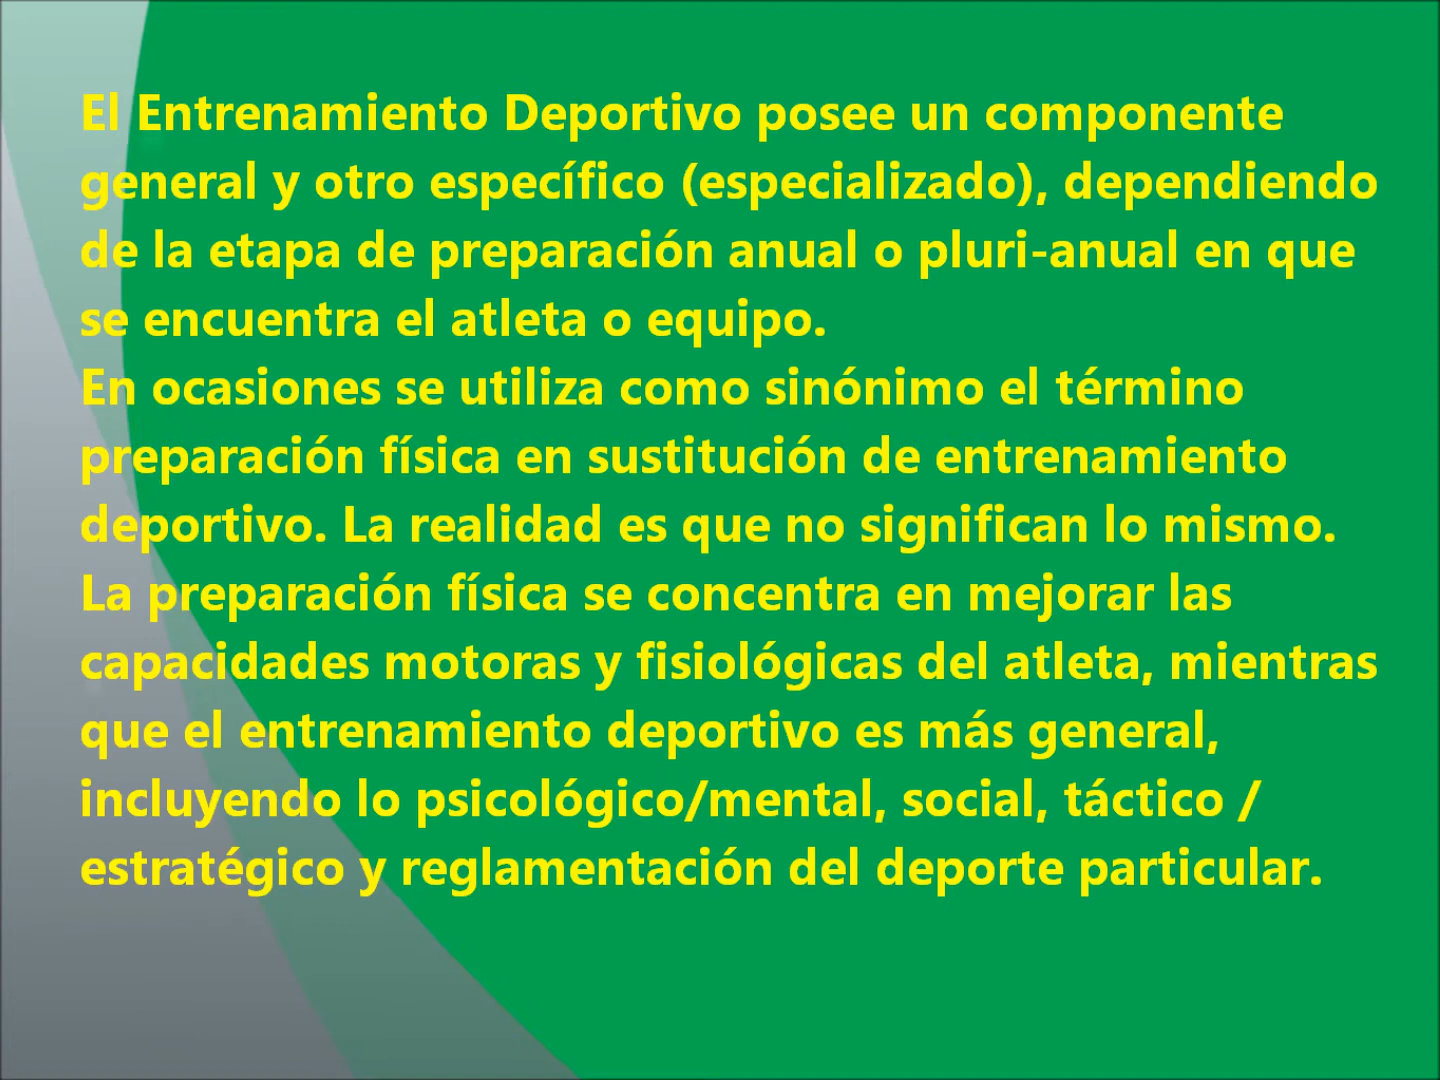 El Entrenamiento Deportivo posee un componente
general y otro específico (especializado), dependiendo
de la etapa de preparación anual o pluri-anual en que
se encuentra el atleta o equipo.
En ocasiones se utiliza como sinónimo el término
preparación física en sustitución de entrenamiento
deportivo. La realidad es que no significan lo mismo.
La preparación física se concentra en mejorar las
capacidades motoras y fisiológicas del atleta, mientras
que el entrenamiento deportivo es más general,
incluyendo lo psicológico/mental, social, táctico /
estratégico y reglamentación del deporte particular.